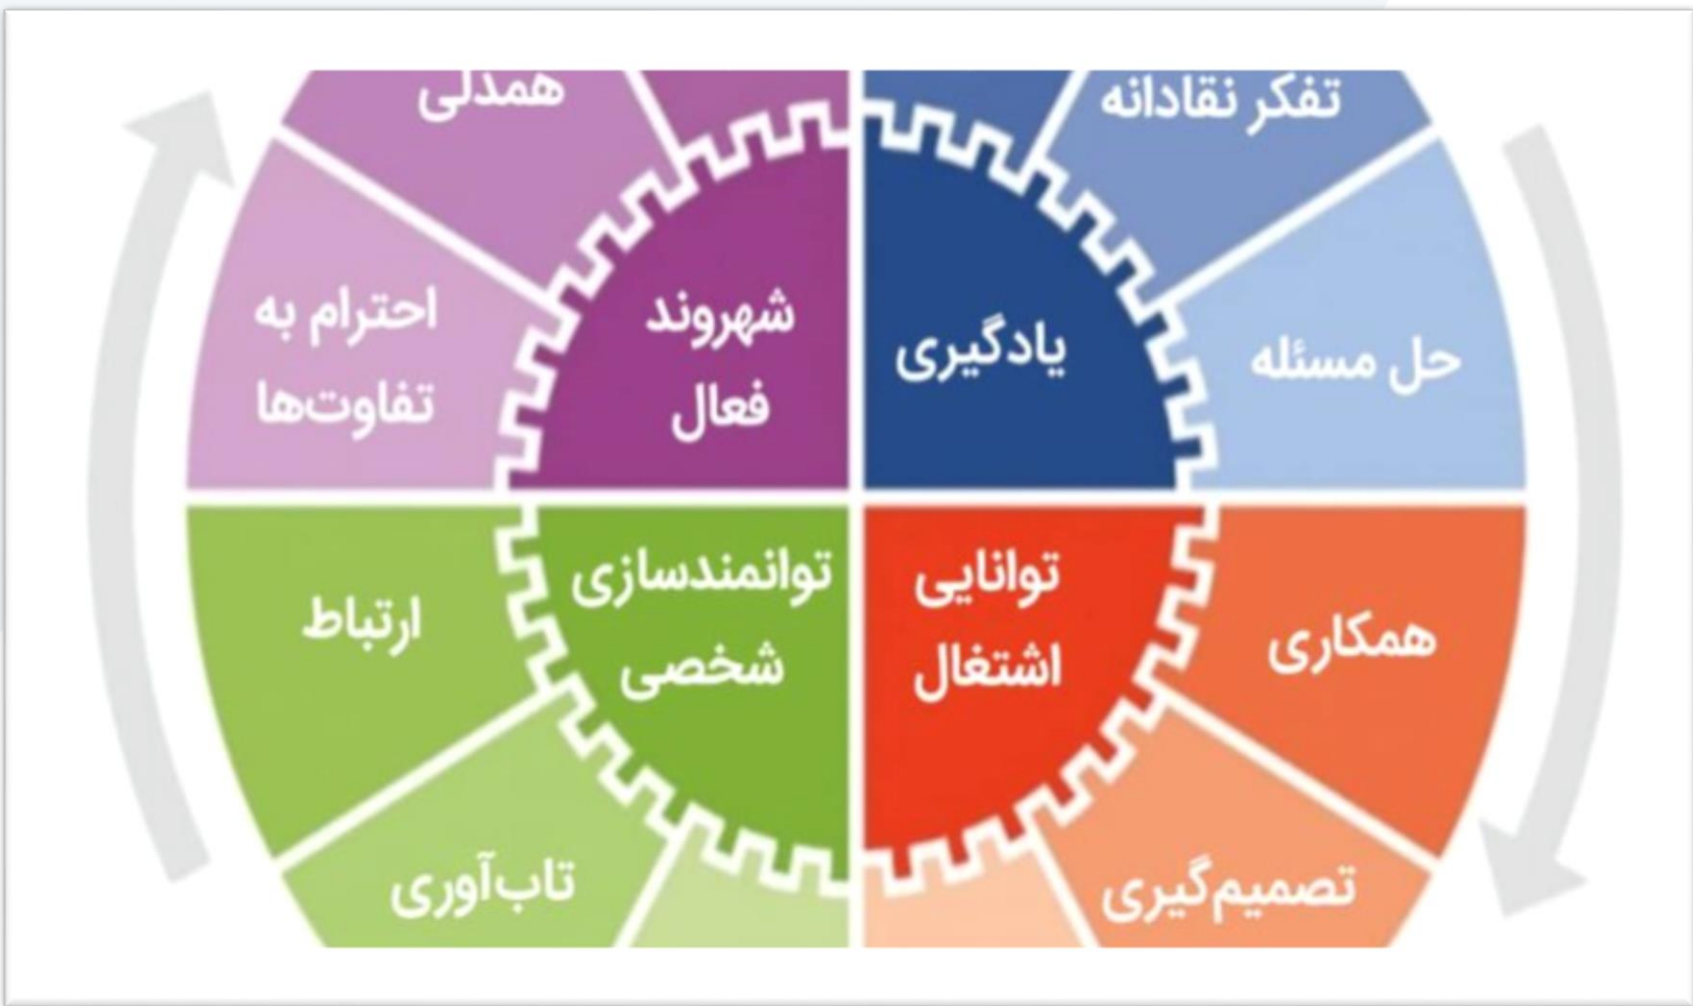 تفکر نقادانه
همدلی
حل مسئله
یادگیری
شهروند
فعال
احترام به
تفاوت‌ها
همکاری
توانایی
اشتغال
توانمندسازی
شخصی
ارتباط
تصمیم‌گیری
تاب‌آوری